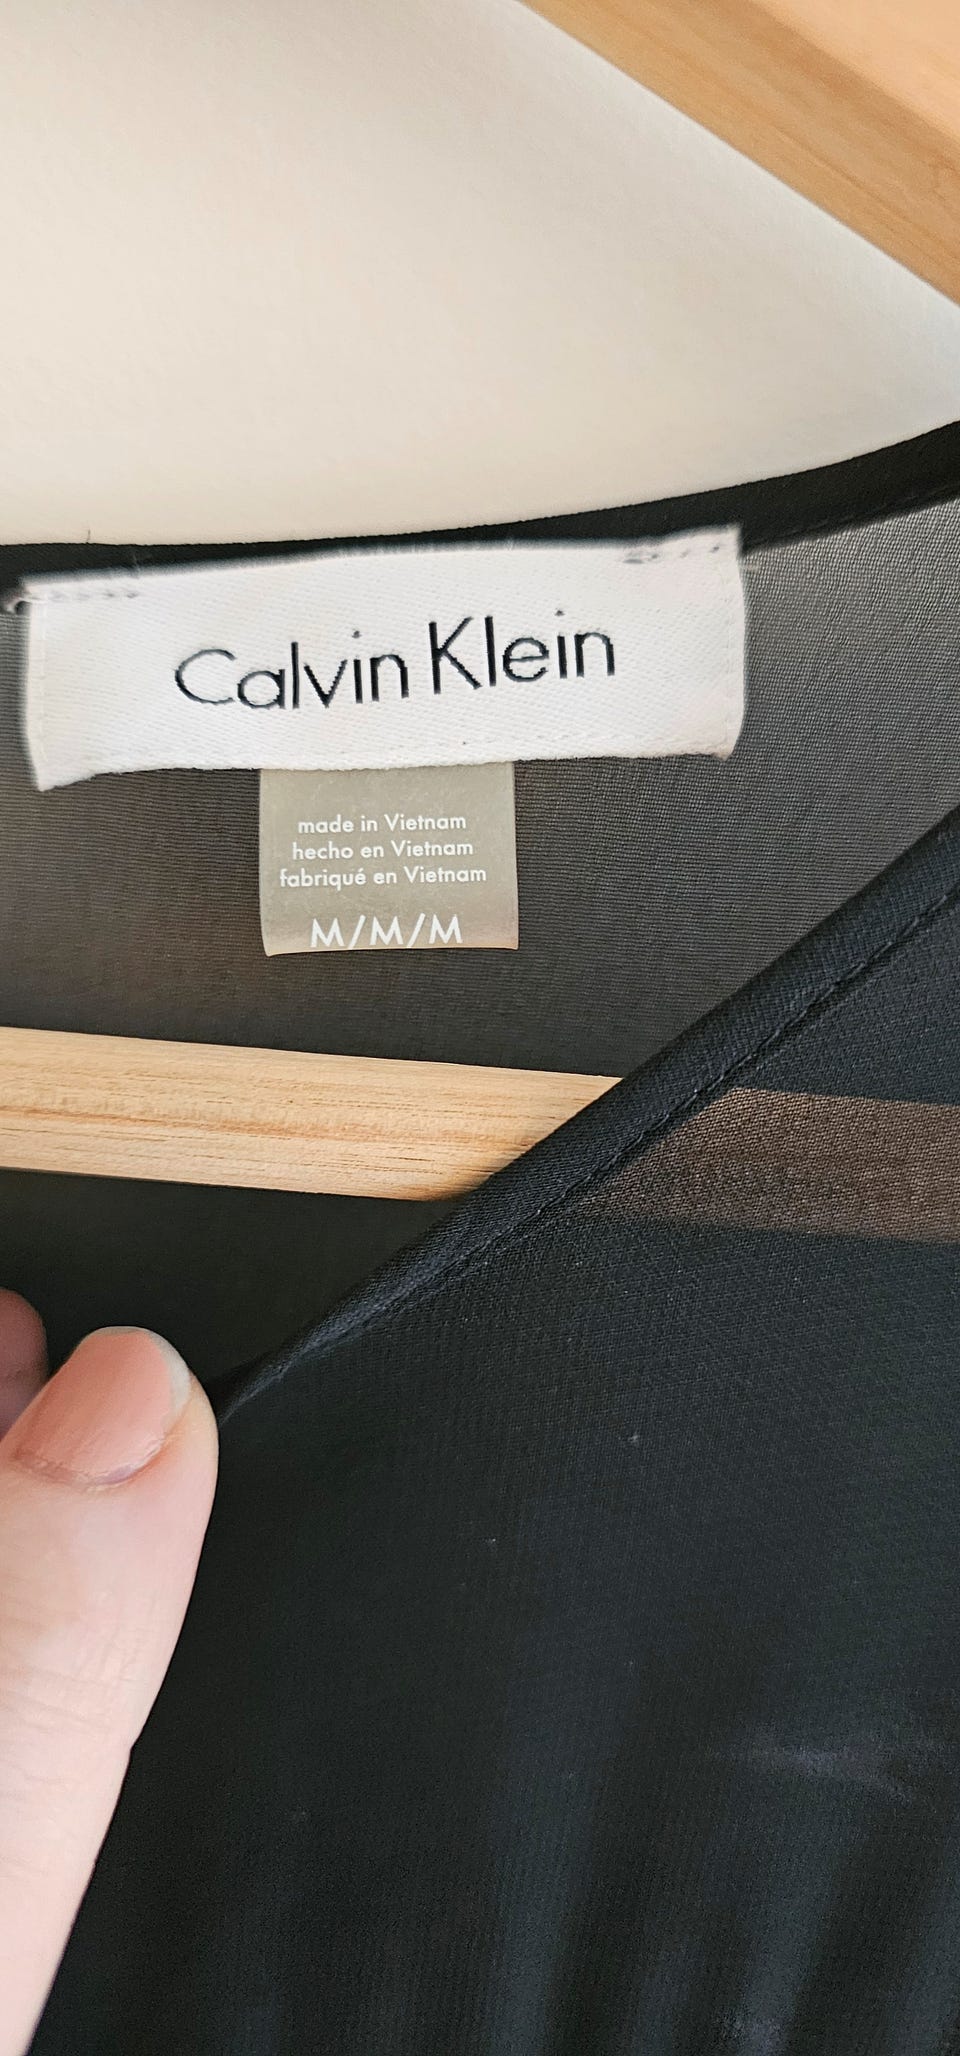 Calvin Klein
made in Vietnam
hecho en Vietnam
fabriqué en Vietnam
M/M/M